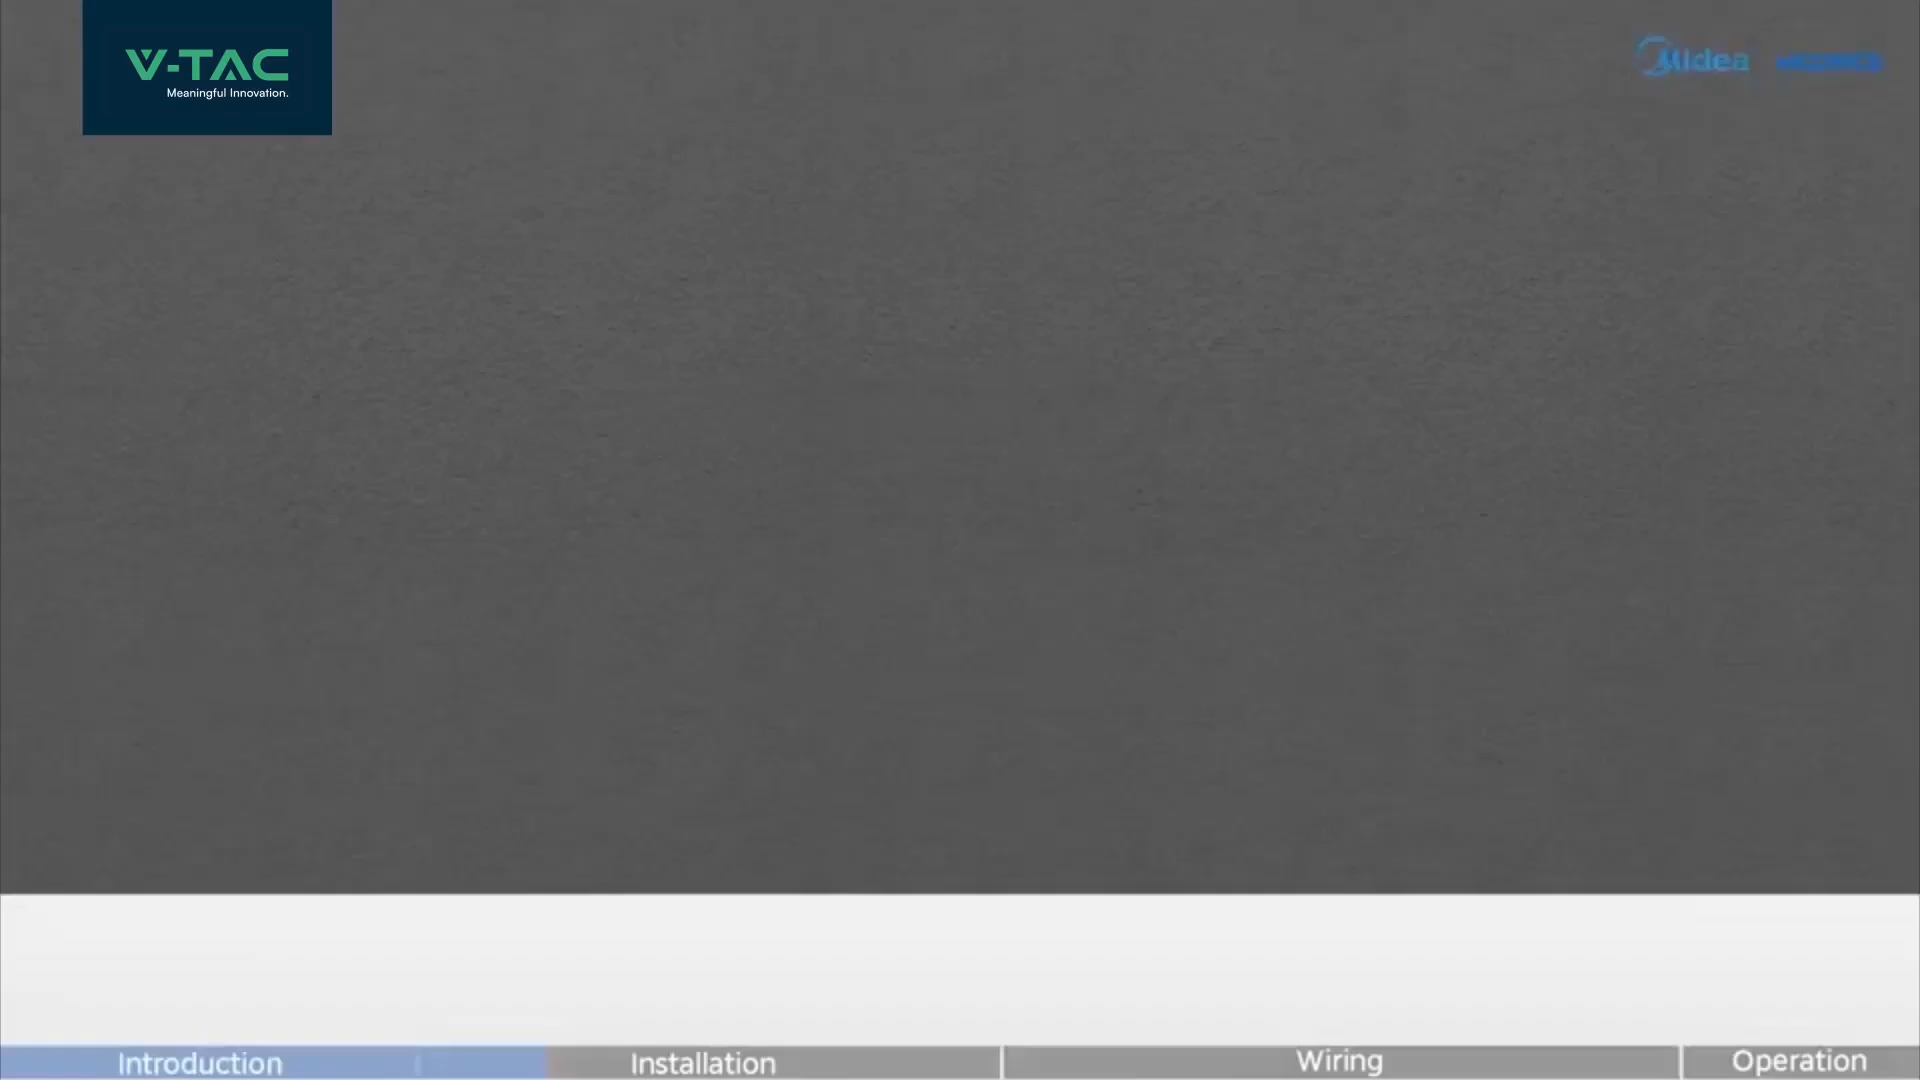 V-TAC
Meaningful Innovation.
Midea
Introduction
Installation
Wiring
Operation